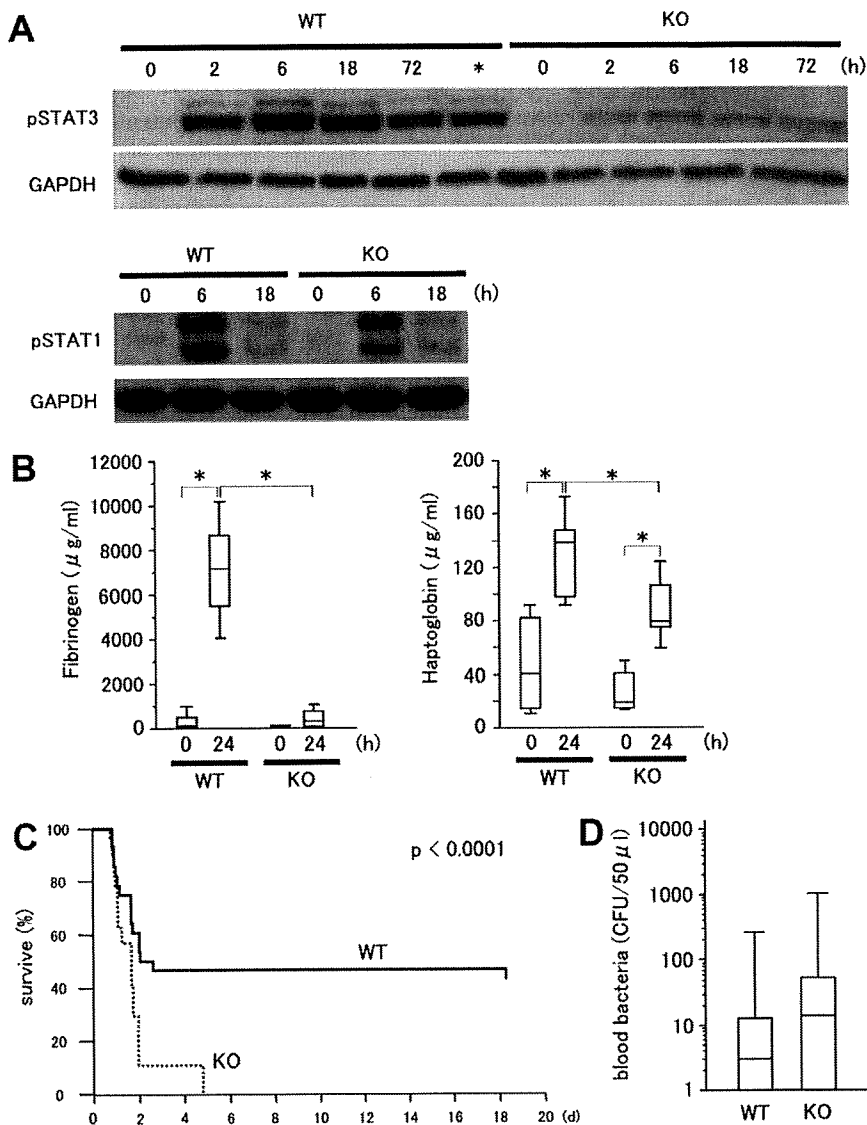 A
WT KO
0 2 6 18 72 * 0 2 6 18 72 (h)
pSTAT3
GAPDH
WT KO
0 6 18 0 6 18 (h)
pSTAT1
GAPDH
B
Fibrinogen (μg/ml)
12000
10000
8000
6000
4000
2000
0
* *
0 24 0 24 (h)
WT KO
Haptoglobin (μg/ml)
200
160
120
80
40
0
* *
*
0 24 0 24 (h)
WT KO
C
survive (%)
100
80
60
40
20
0
p < 0.0001
WT
KO
0 2 4 6 8 10 12 14 16 18 20 (d)
D
blood bacteria (CFU/50μl)
10000
1000
100
10
1
WT KO